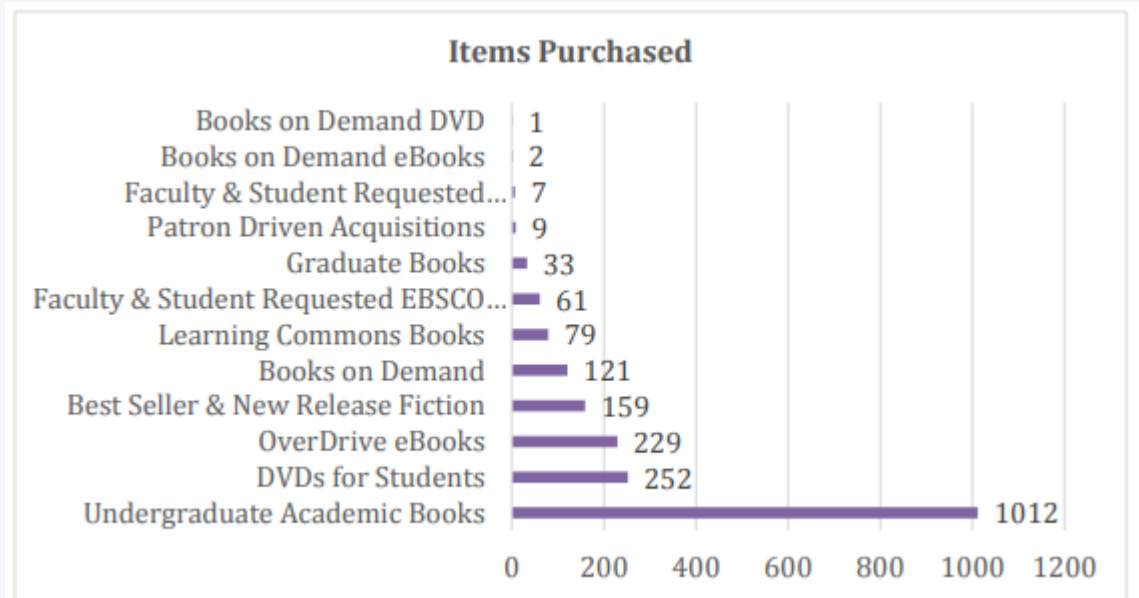 Items Purchased
Books on Demand DVD 1
Books on Demand eBooks 2
Faculty & Student Requested... 7
Patron Driven Acquisitions 9
Graduate Books 33
Faculty & Student Requested EBSCO... 61
Learning Commons Books 79
Books on Demand 121
Best Seller & New Release Fiction 159
OverDrive eBooks 229
DVDs for Students 252
Undergraduate Academic Books 1012
0 200 400 600 800 1000 1200